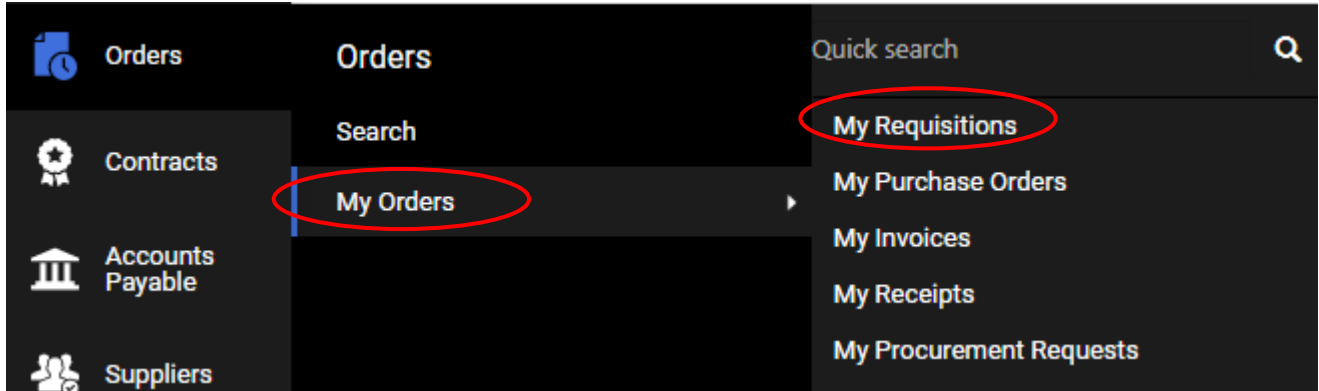 Orders
Contracts
Accounts
Payable
Suppliers
Orders
Search
My Orders
Quick search
My Requisitions
My Purchase Orders
My Invoices
My Receipts
My Procurement Requests